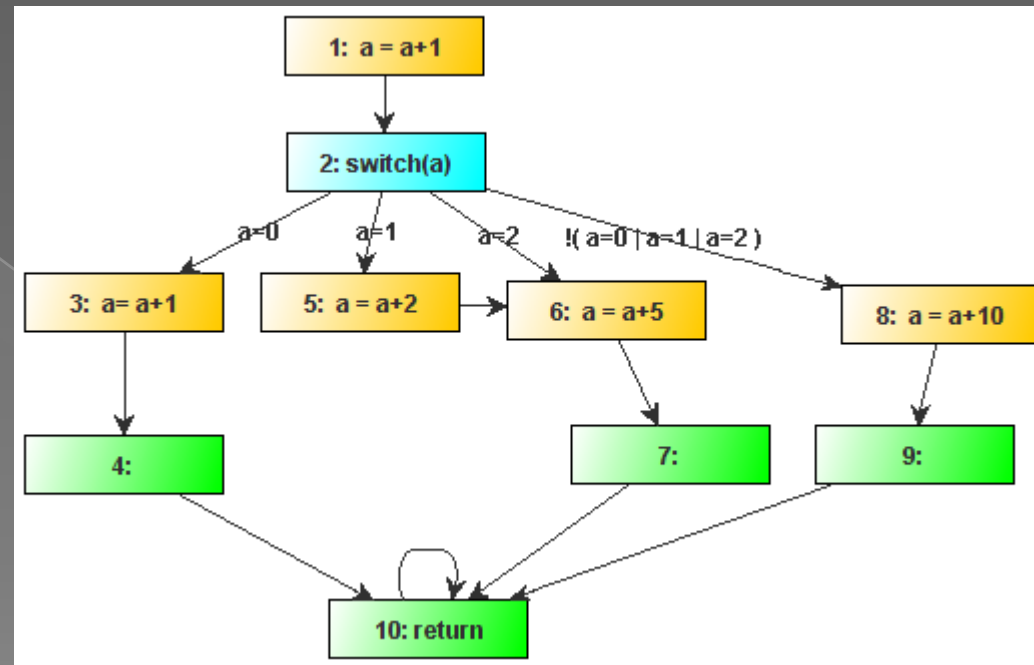 1: a = a+1
2: switch(a)
a=0
a=1
a=2
!( a=0 | a=1 | a=2 )
3: a= a+1
5: a = a+2
6: a = a+5
8: a = a+10
4:
7:
9:
10: return